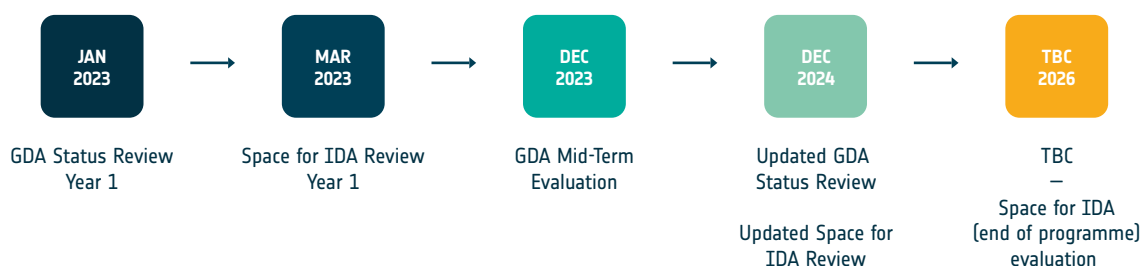 JAN
2023
MAR
2023
DEC
2023
DEC
2024
TBC
2026
GDA Status Review
Year 1
Space for IDA Review
Year 1
GDA Mid-Term
Evaluation
Updated GDA
Status Review
Updated Space for
IDA Review
TBC
—
Space for IDA
(end of programme)
evaluation